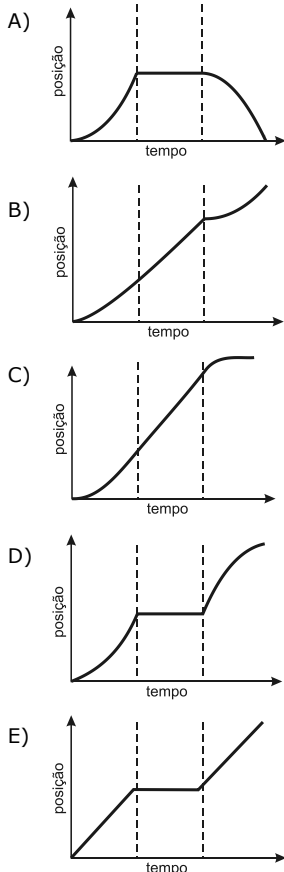 A)
posição
tempo
B)
posição
tempo
C)
posição
tempo
D)
posição
tempo
E)
posição
tempo